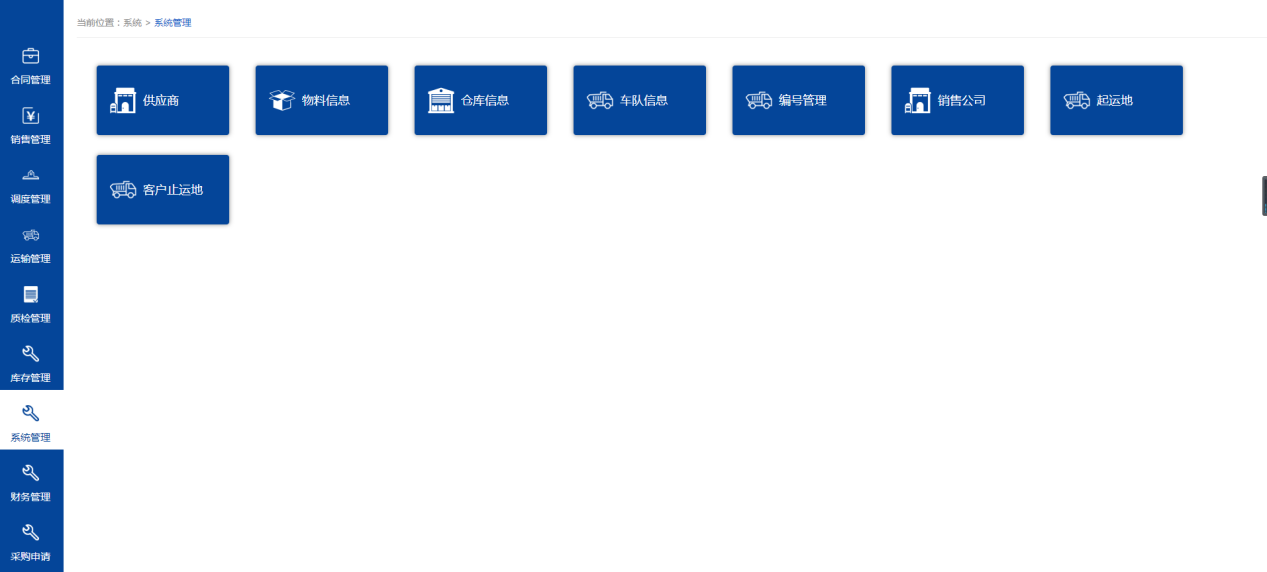 当前位置：系统 > 系统管理
合同管理
销售管理
调度管理
运输管理
质检管理
库存管理
系统管理
财务管理
采购申请
供应商
物料信息
仓库信息
车队信息
编号管理
销售公司
起运地
客户止运地